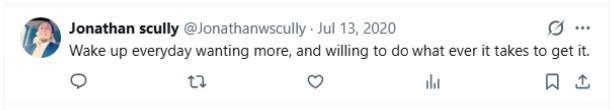 Jonathan scully @Jonathanwscully · Jul 13, 2020
Wake up everyday wanting more, and willing to do what ever it takes to get it.